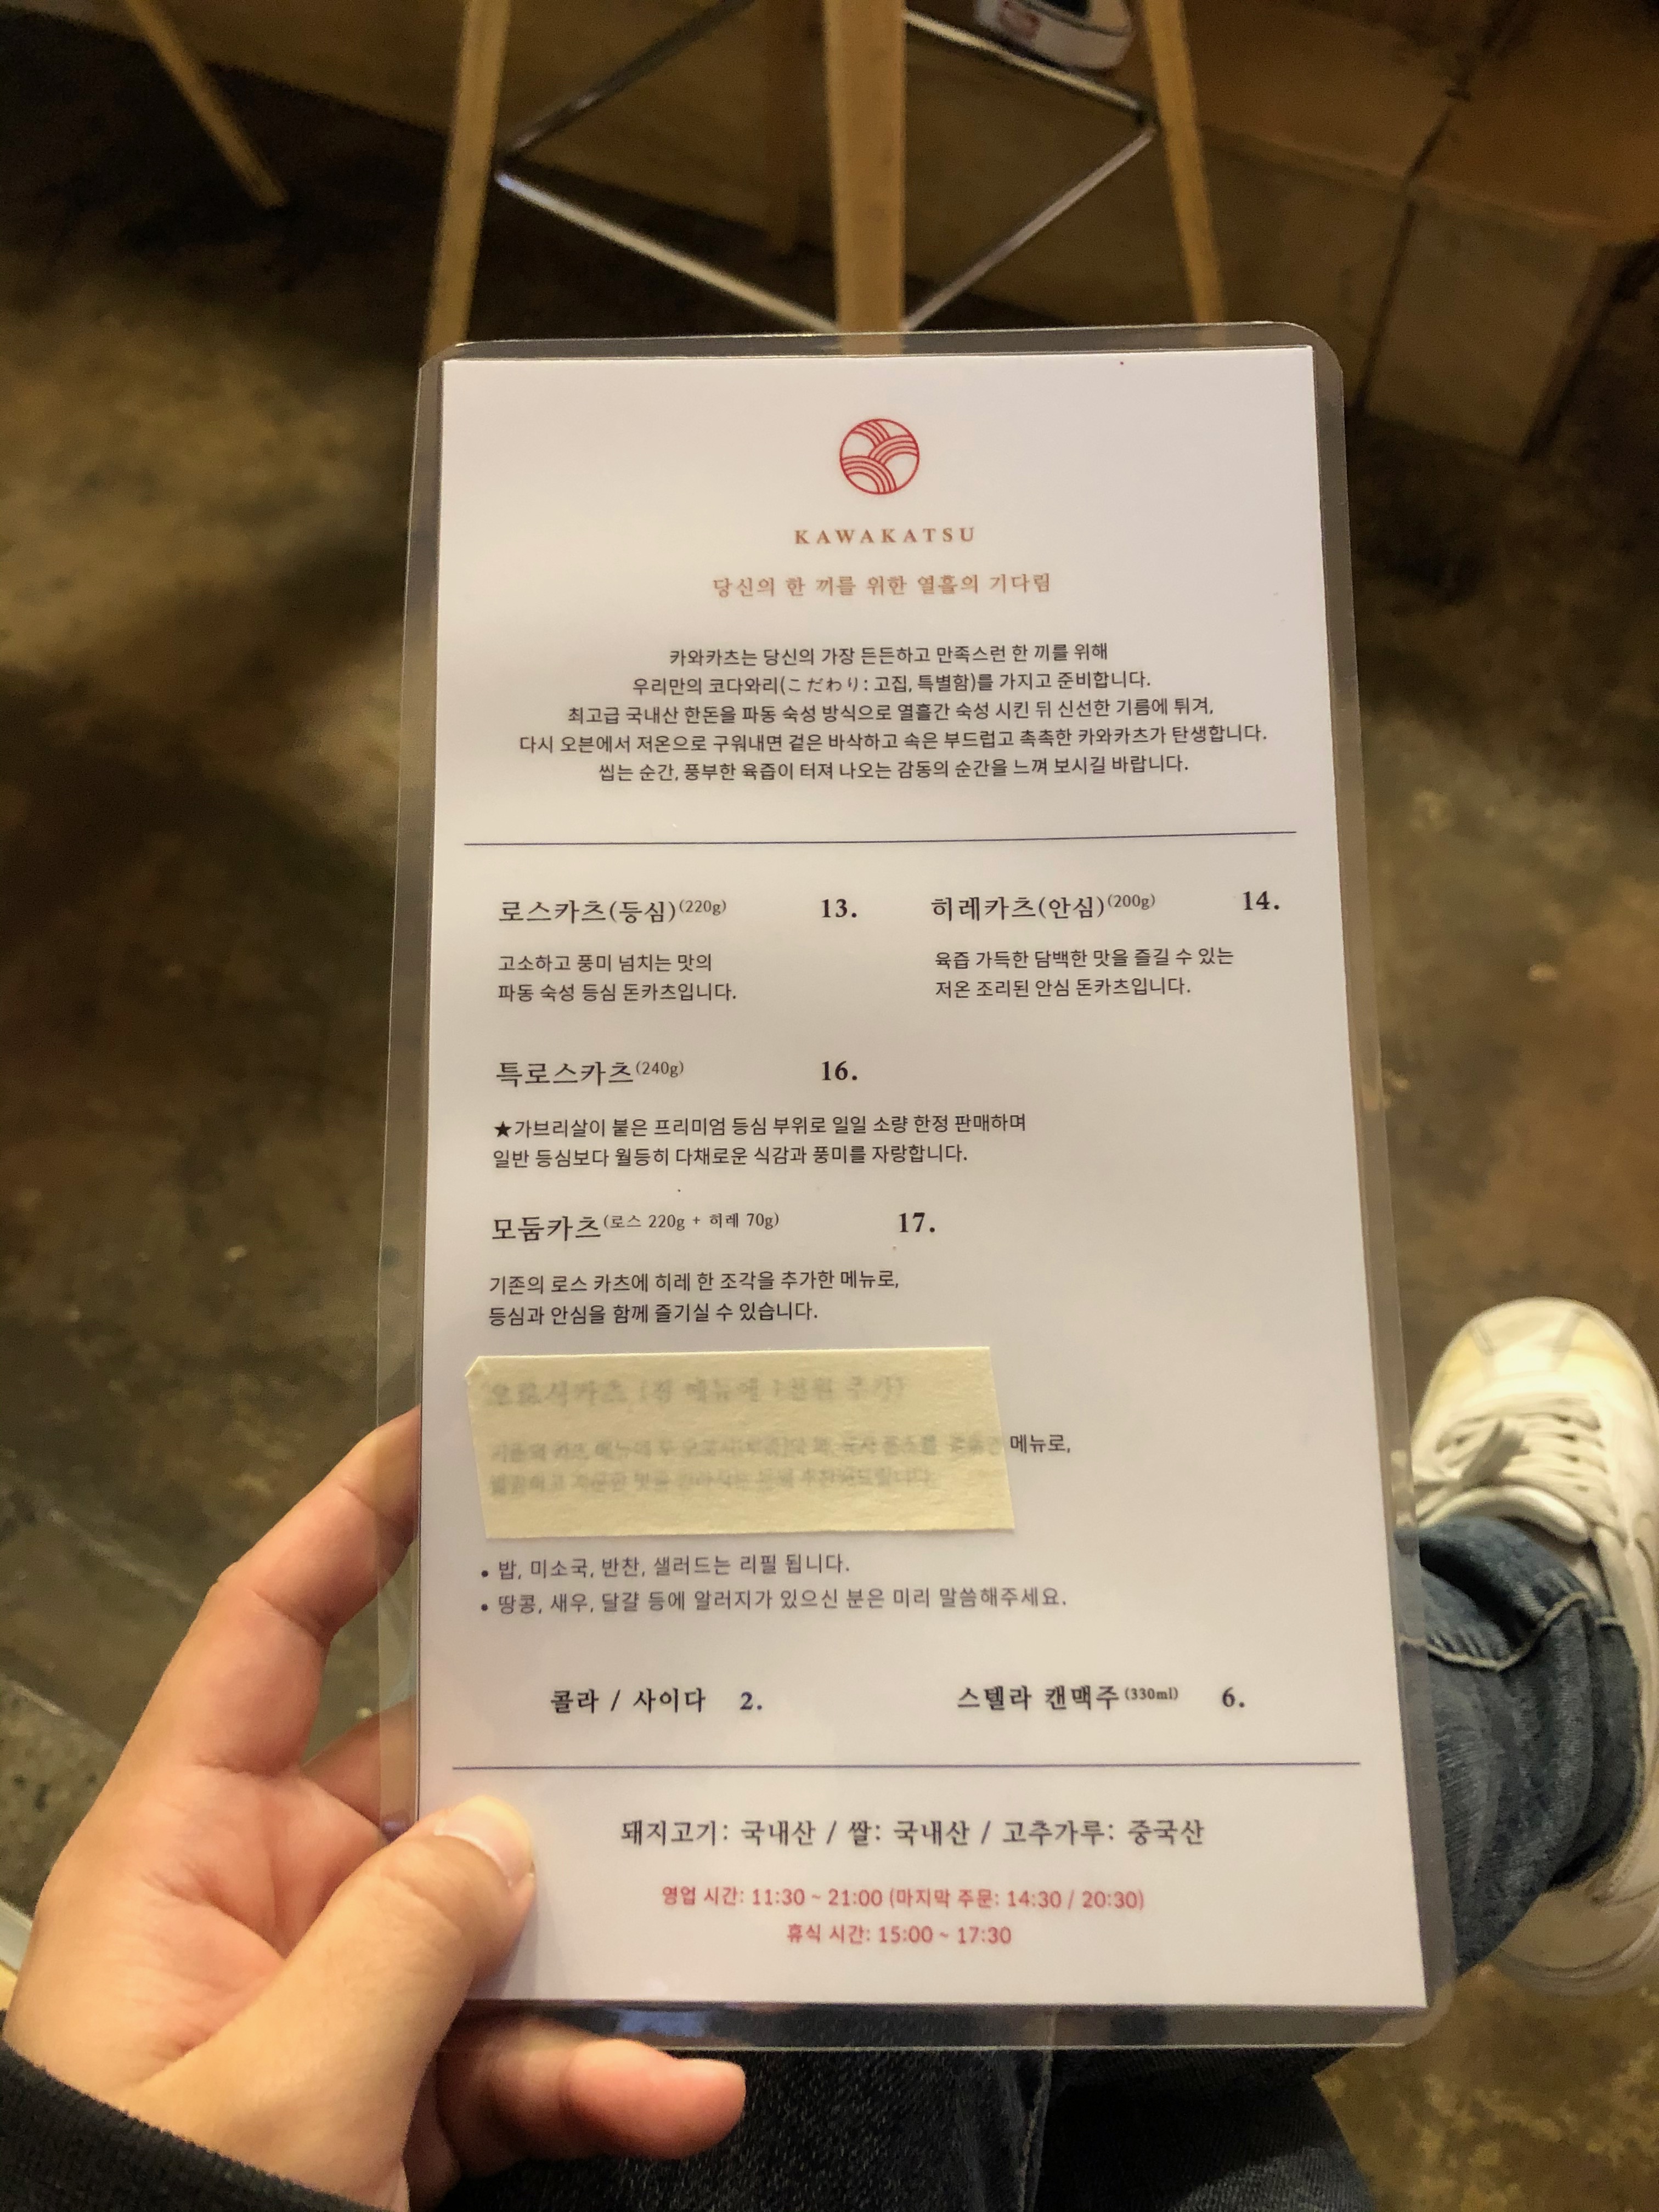 KAWAKATSU
당신의 한 끼를 위한 열흘의 기다림
카와카츠는 당신의 가장 든든하고 만족스런 한 끼를 위해
우리만의 코다와리(こだわり: 고집, 특별함)를 가지고 준비합니다.
최고급 국내산 한돈을 파동 숙성 방식으로 열흘간 숙성 시킨 뒤 신선한 기름에 튀겨,
다시 오븐에서 저온으로 구워내면 겉은 바삭하고 속은 부드럽고 촉촉한 카와카츠가 탄생합니다.
씹는 순간, 풍부한 육즙이 터져 나오는 감동의 순간을 느껴 보시길 바랍니다.
로스카츠(등심)(220g) 13.
고소하고 풍미 넘치는 맛의
파동 숙성 등심 돈카츠입니다.
히레카츠(안심)(200g) 14.
육즙 가득한 담백한 맛을 즐길 수 있는
저온 조리된 안심 돈카츠입니다.
특로스카츠(240g) 16.
★가브리살이 붙은 프리미엄 등심 부위로 일일 소량 한정 판매하며
일반 등심보다 월등히 다채로운 식감과 풍미를 자랑합니다.
모둠카츠(로스 220g + 히레 70g) 17.
기존의 로스 카츠에 히레 한 조각을 추가한 메뉴로,
등심과 안심을 함께 즐기실 수 있습니다.
메뉴로,
• 밥, 미소국, 반찬, 샐러드는 리필 됩니다.
• 땅콩, 새우, 달걀 등에 알러지가 있으신 분은 미리 말씀해주세요.
콜라 / 사이다 2.
스텔라 캔맥주(330ml) 6.
돼지고기: 국내산 / 쌀: 국내산 / 고추가루: 중국산
영업 시간: 11:30 ~ 21:00 (마지막 주문: 14:30 / 20:30)
휴식 시간: 15:00 ~ 17:30